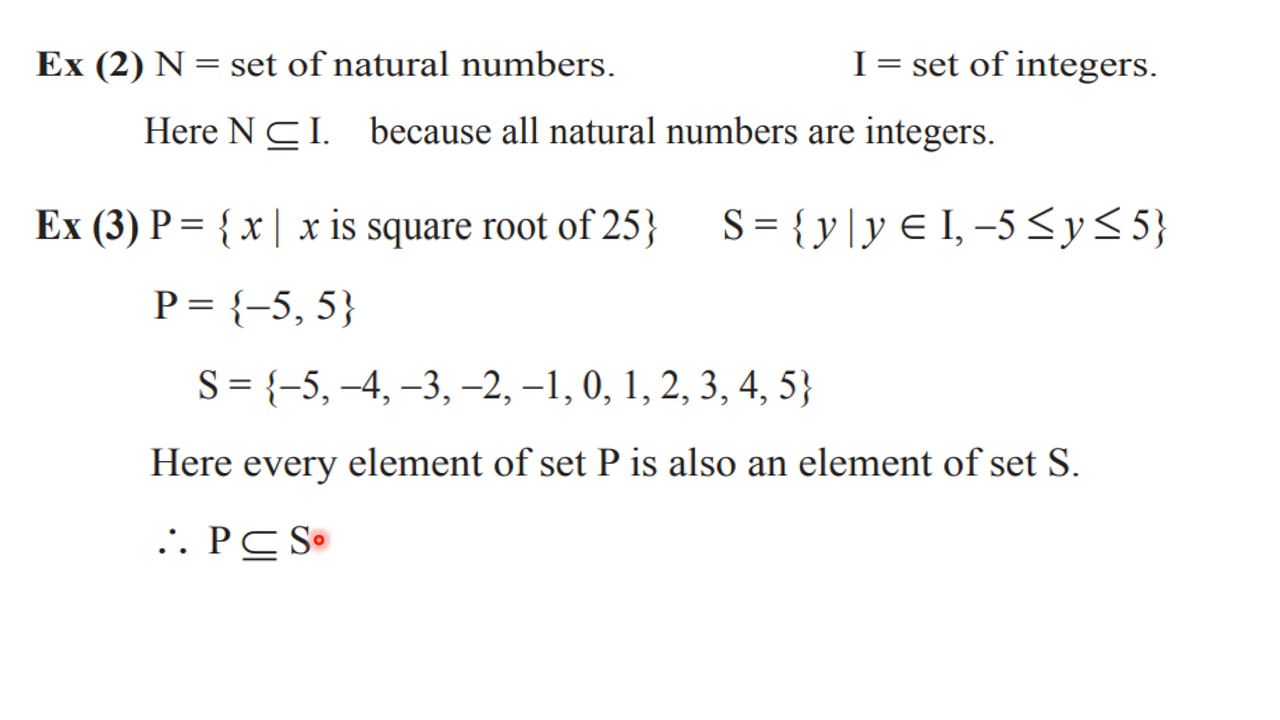 Ex (2) N = set of natural numbers. I = set of integers.
Here N ⊆ I. because all natural numbers are integers.
Ex (3) P = { x | x is square root of 25} S = { y | y ∈ I, –5 ≤ y ≤ 5}
P = {–5, 5}
S = {–5, –4, –3, –2, –1, 0, 1, 2, 3, 4, 5}
Here every element of set P is also an element of set S.
∴ P ⊆ S